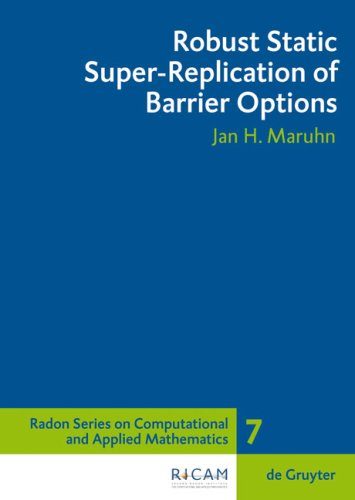 Robust Static
Super-Replication of
Barrier Options
Jan H. Maruhn
Radon Series on Computational
and Applied Mathematics
7
RICAM
de Gruyter